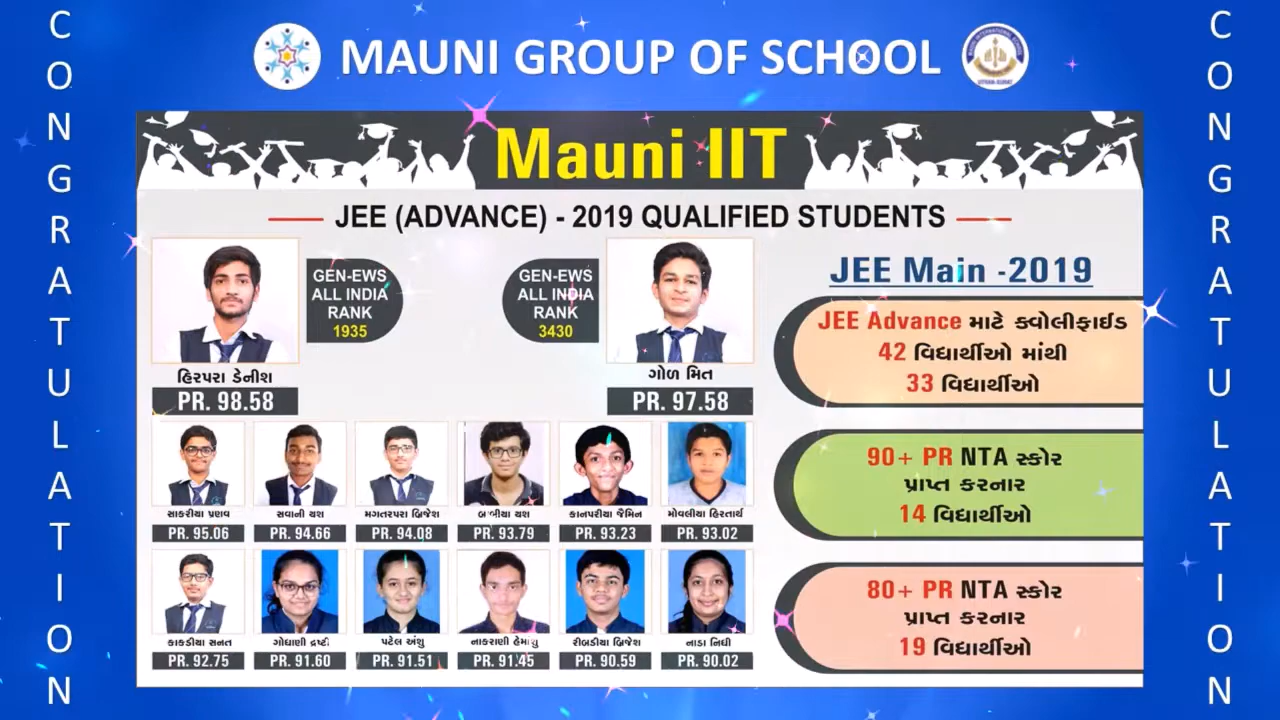 MAUNI GROUP OF SCHOOL
CONGRATULATION
CONGRATULATION
Mauni IIT
JEE (ADVANCE) - 2019 QUALIFIED STUDENTS
GEN-EWS
ALL INDIA
RANK
1935
હિરપરા ડેનીશ
PR. 98.58
GEN-EWS
ALL INDIA
RANK
3430
ગોળ મિત
PR. 97.58
સાકરીયા પ્રણવ
PR. 95.06
સવાની યશ
PR. 94.66
મગતરપરા બ્રિજેશ
PR. 94.08
યશ
PR. 93.79
કાનપરીયા જૈમિન
PR. 93.23
મોવલીયા હિરતાર્થ
PR. 93.02
કાકડીયા સનત
PR. 92.75
ગોધાણી દ્રષ્ટી
PR. 91.60
પટેલ અંશુ
PR. 91.51
નાકરાણી
PR. 91.45
રીબડીયા બ્રિજેશ
PR. 90.59
નાડા નિધી
PR. 90.02
JEE Main -2019
JEE Advance માટે ક્વોલીફાઈડ
42 વિદ્યાર્થીઓ માંથી
33 વિદ્યાર્થીઓ
90+ PR NTA સ્કોર
પ્રાપ્ત કરનાર
14 વિદ્યાર્થીઓ
80+ PR NTA સ્કોર
પ્રાપ્ત કરનાર
19 વિદ્યાર્થીઓ